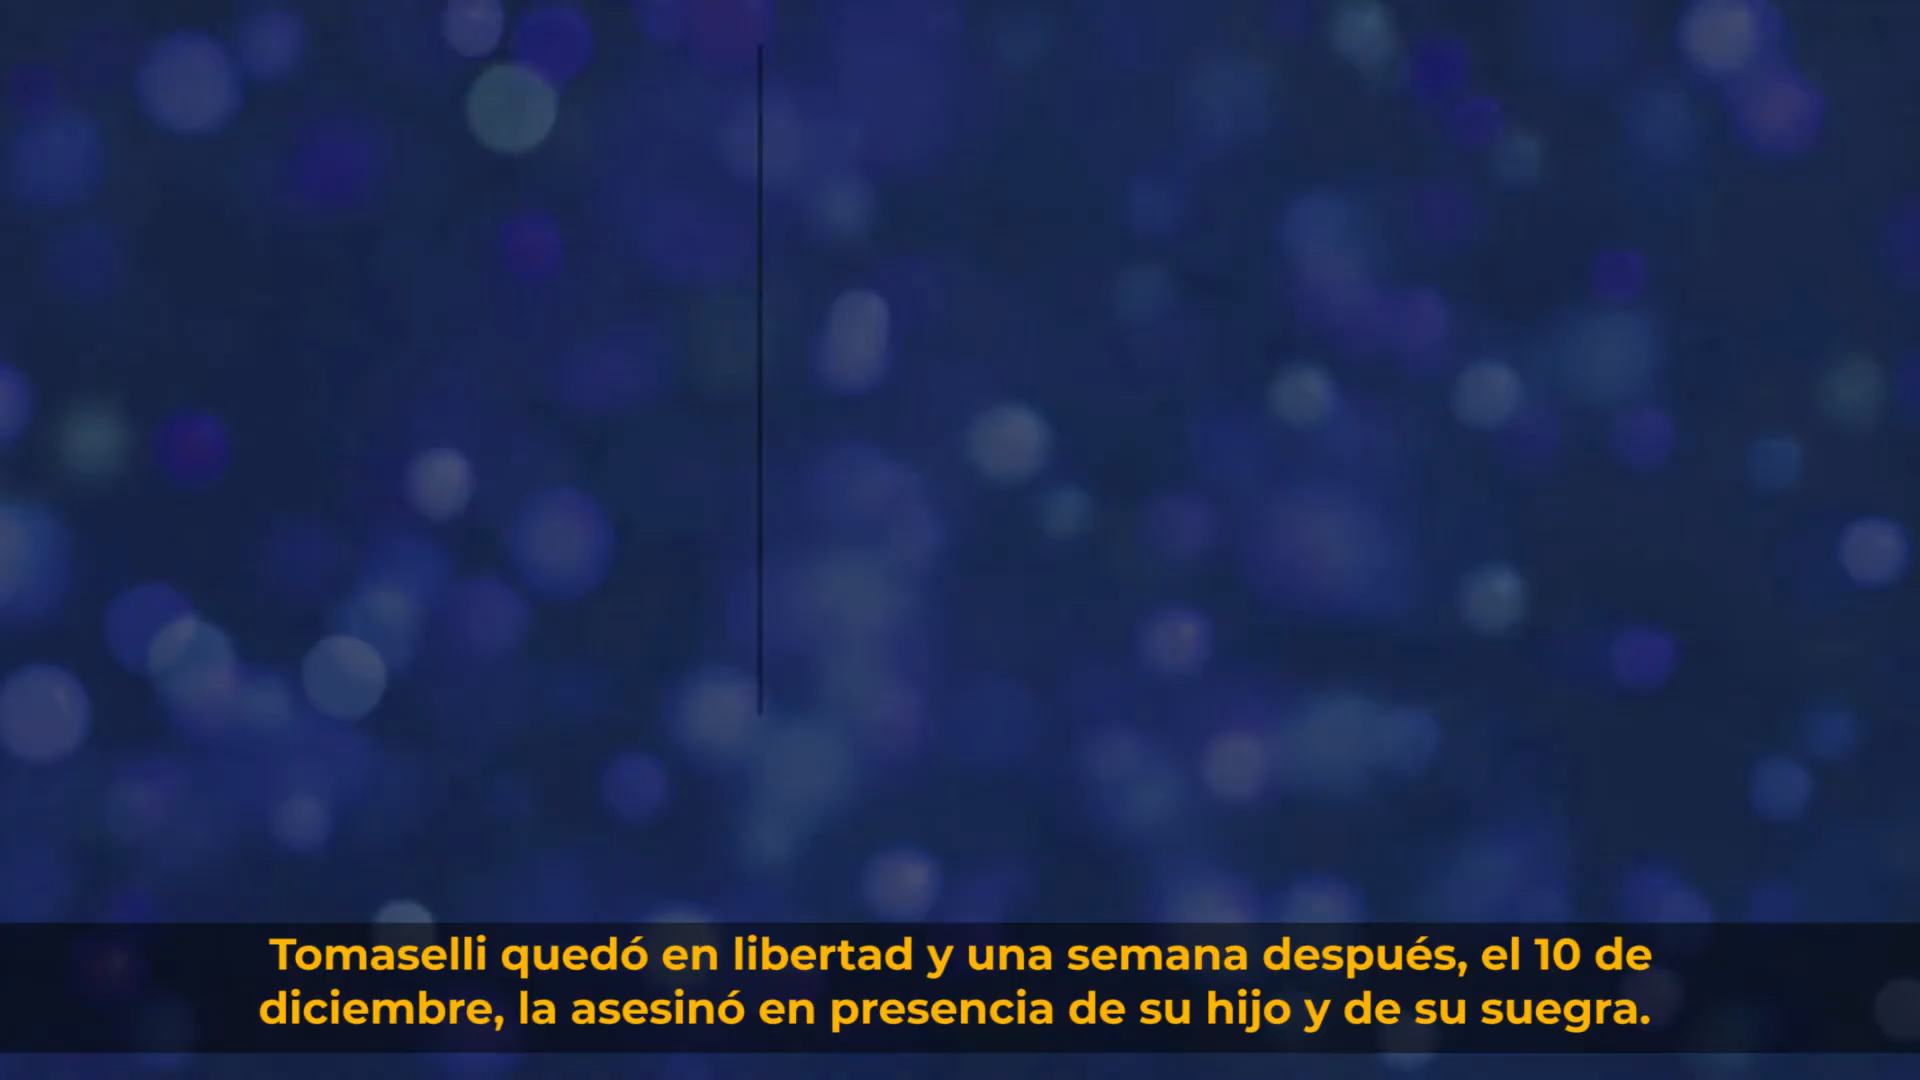 Tomaselli quedó en libertad y una semana después, el 10 de
diciembre, la asesinó en presencia de su hijo y de su suegra.